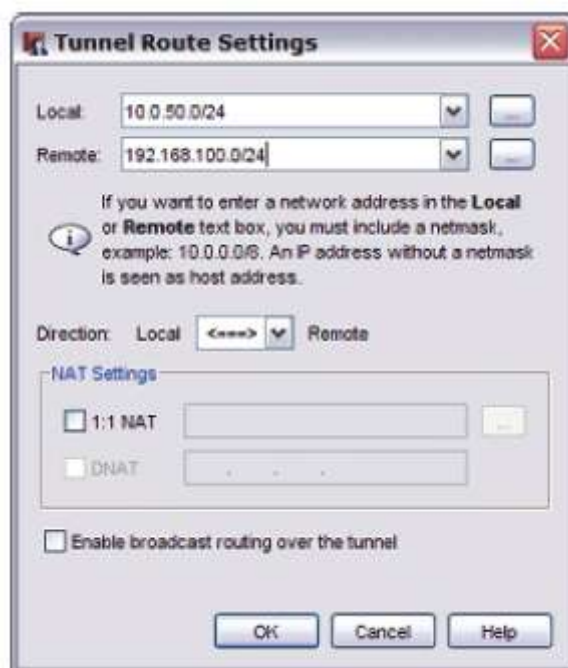 Tunnel Route Settings
Local: 10.0.50.0/24
...
Remote: 192.168.100.0/24
...
If you want to enter a network address in the Local
or Remote text box, you must include a netmask,
example: 10.0.0.0/8. An IP address without a netmask
is seen as host address.
Direction: Local <===> Remote
NAT Settings
1:1 NAT
...
DNAT . . .
Enable broadcast routing over the tunnel
OK Cancel Help